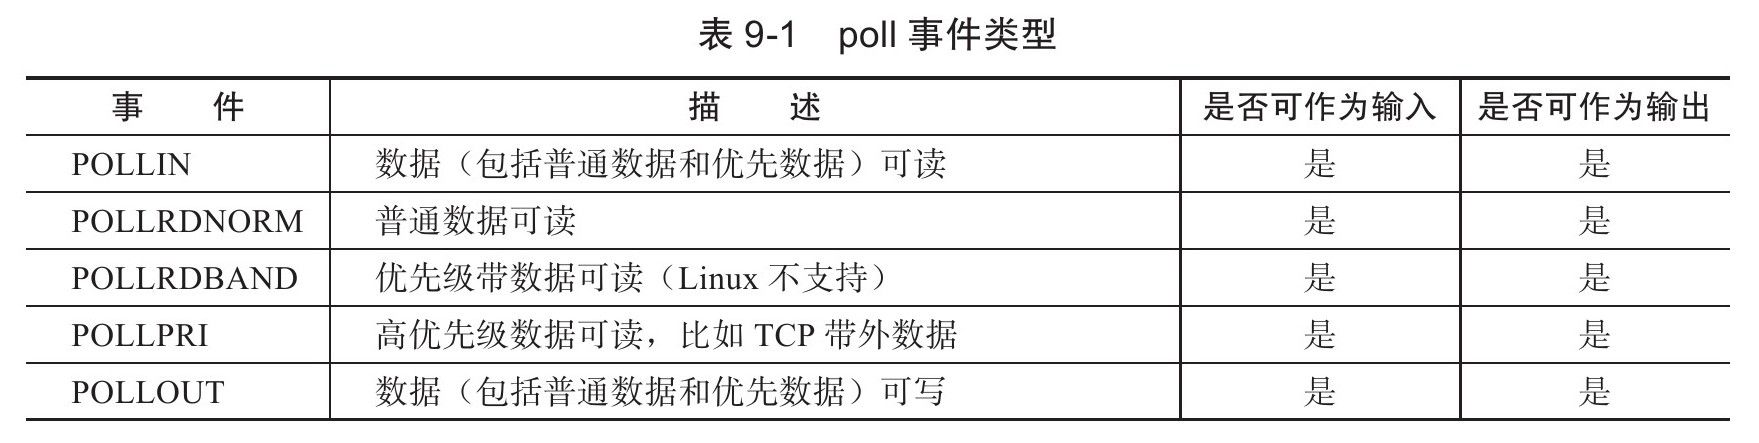 表 9-1 poll 事件类型
事 件 描 述 是否可作为输入 是否可作为输出
POLLIN 数据（包括普通数据和优先数据）可读 是 是
POLLRDNORM 普通数据可读 是 是
POLLRDBAND 优先级带数据可读（Linux 不支持） 是 是
POLLPRI 高优先级数据可读，比如 TCP 带外数据 是 是
POLLOUT 数据（包括普通数据和优先数据）可写 是 是